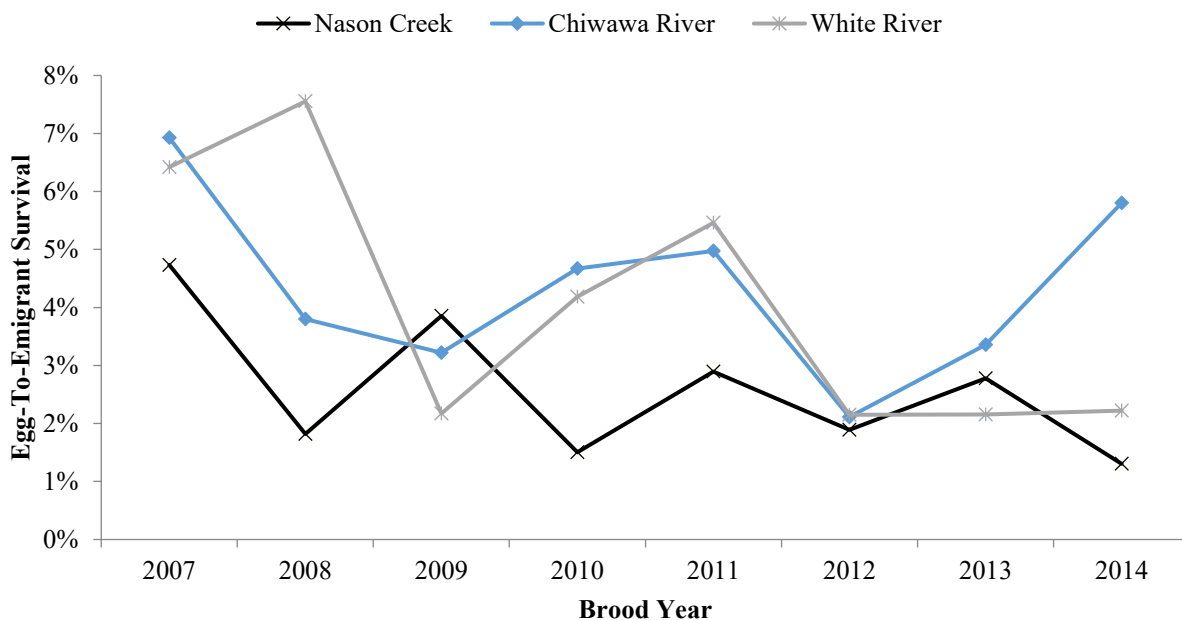 Nason Creek Chiwawa River White River
8%
7%
6%
5%
4%
3%
2%
1%
0%
Egg-To-Emigrant Survival
2007 2008 2009 2010 2011 2012 2013 2014
Brood Year